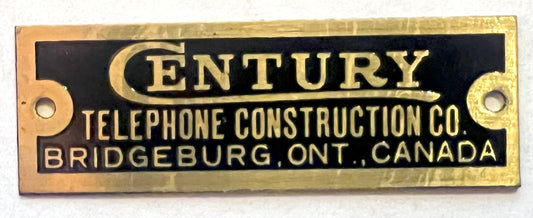 CENTURY
TELEPHONE CONSTRUCTION CO.
BRIDGEBURG, ONT., CANADA